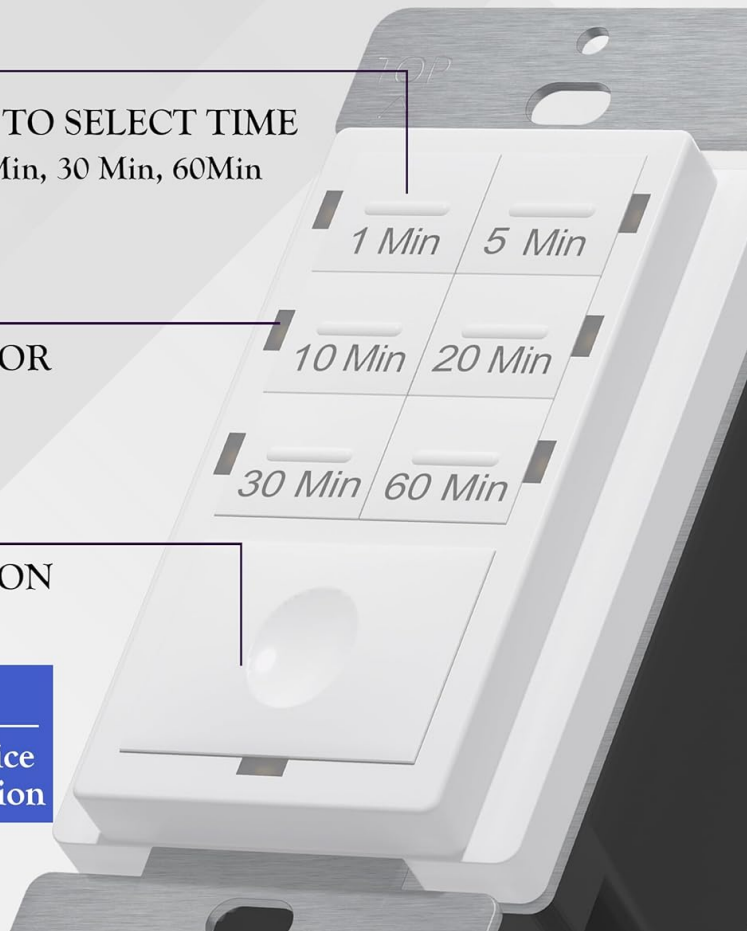 TOP
TO SELECT TIME
Min, 30 Min, 60Min
1 Min 5 Min
OR
10 Min 20 Min
30 Min 60 Min
ON
ice
ion